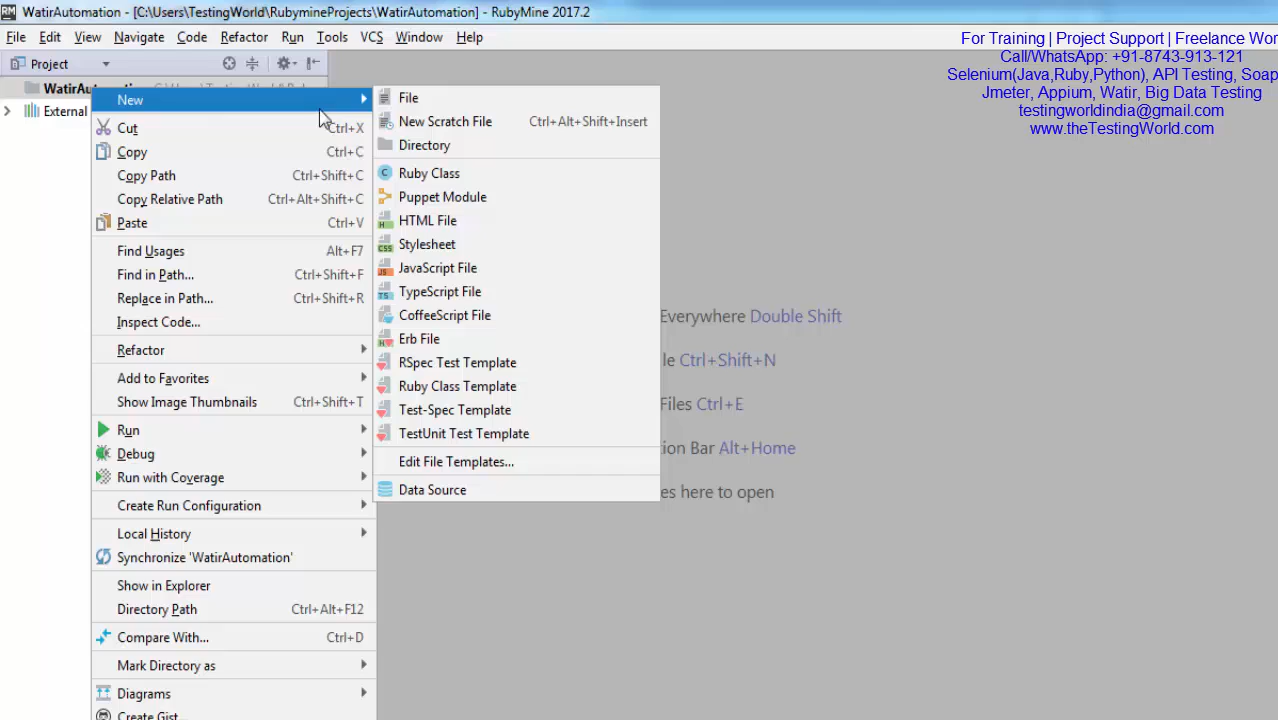 WatirAutomation - [C:\Users\TestingWorld\RubymineProjects\WatirAutomation] - RubyMine 2017.2
File Edit View Navigate Code Refactor Run Tools VCS Window Help
For Training | Project Support | Freelance Wor
Call/WhatsApp: +91-8743-913-121
Selenium(Java,Ruby,Python), API Testing, Soap
Jmeter, Appium, Watir, Big Data Testing
testingworldindia@gmail.com
www.theTestingWorld.com
Project
External
New
Cut Ctrl+X
Copy Ctrl+C
Copy Path Ctrl+Shift+C
Copy Relative Path Ctrl+Alt+Shift+C
Paste Ctrl+V
Find Usages Alt+F7
Find in Path... Ctrl+Shift+F
Replace in Path... Ctrl+Shift+R
Inspect Code...
Refactor
Add to Favorites
Show Image Thumbnails Ctrl+Shift+T
Run
Debug
Run with Coverage
Create Run Configuration
Local History
Synchronize 'WatirAutomation'
Show in Explorer
Directory Path Ctrl+Alt+F12
Compare With... Ctrl+D
Mark Directory as
Diagrams
Create Gist...
File
New Scratch File Ctrl+Alt+Shift+Insert
Directory
Ruby Class
Puppet Module
HTML File
Stylesheet
JavaScript File
TypeScript File
CoffeeScript File
Erb File
RSpec Test Template
Ruby Class Template
Test-Spec Template
TestUnit Test Template
Edit File Templates...
Data Source
Everywhere Double Shift
le Ctrl+Shift+N
Files Ctrl+E
ion Bar Alt+Home
es here to open